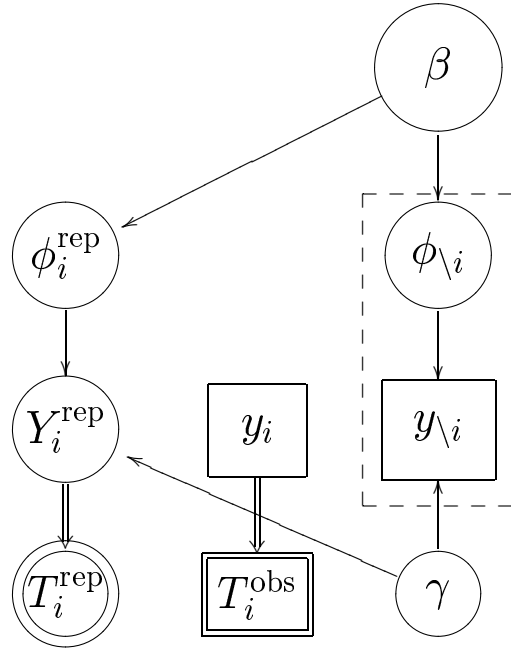 β
ϕ_i^rep
ϕ_\i
Y_i^rep
y_i
y_\i
T_i^rep
T_i^obs
γ